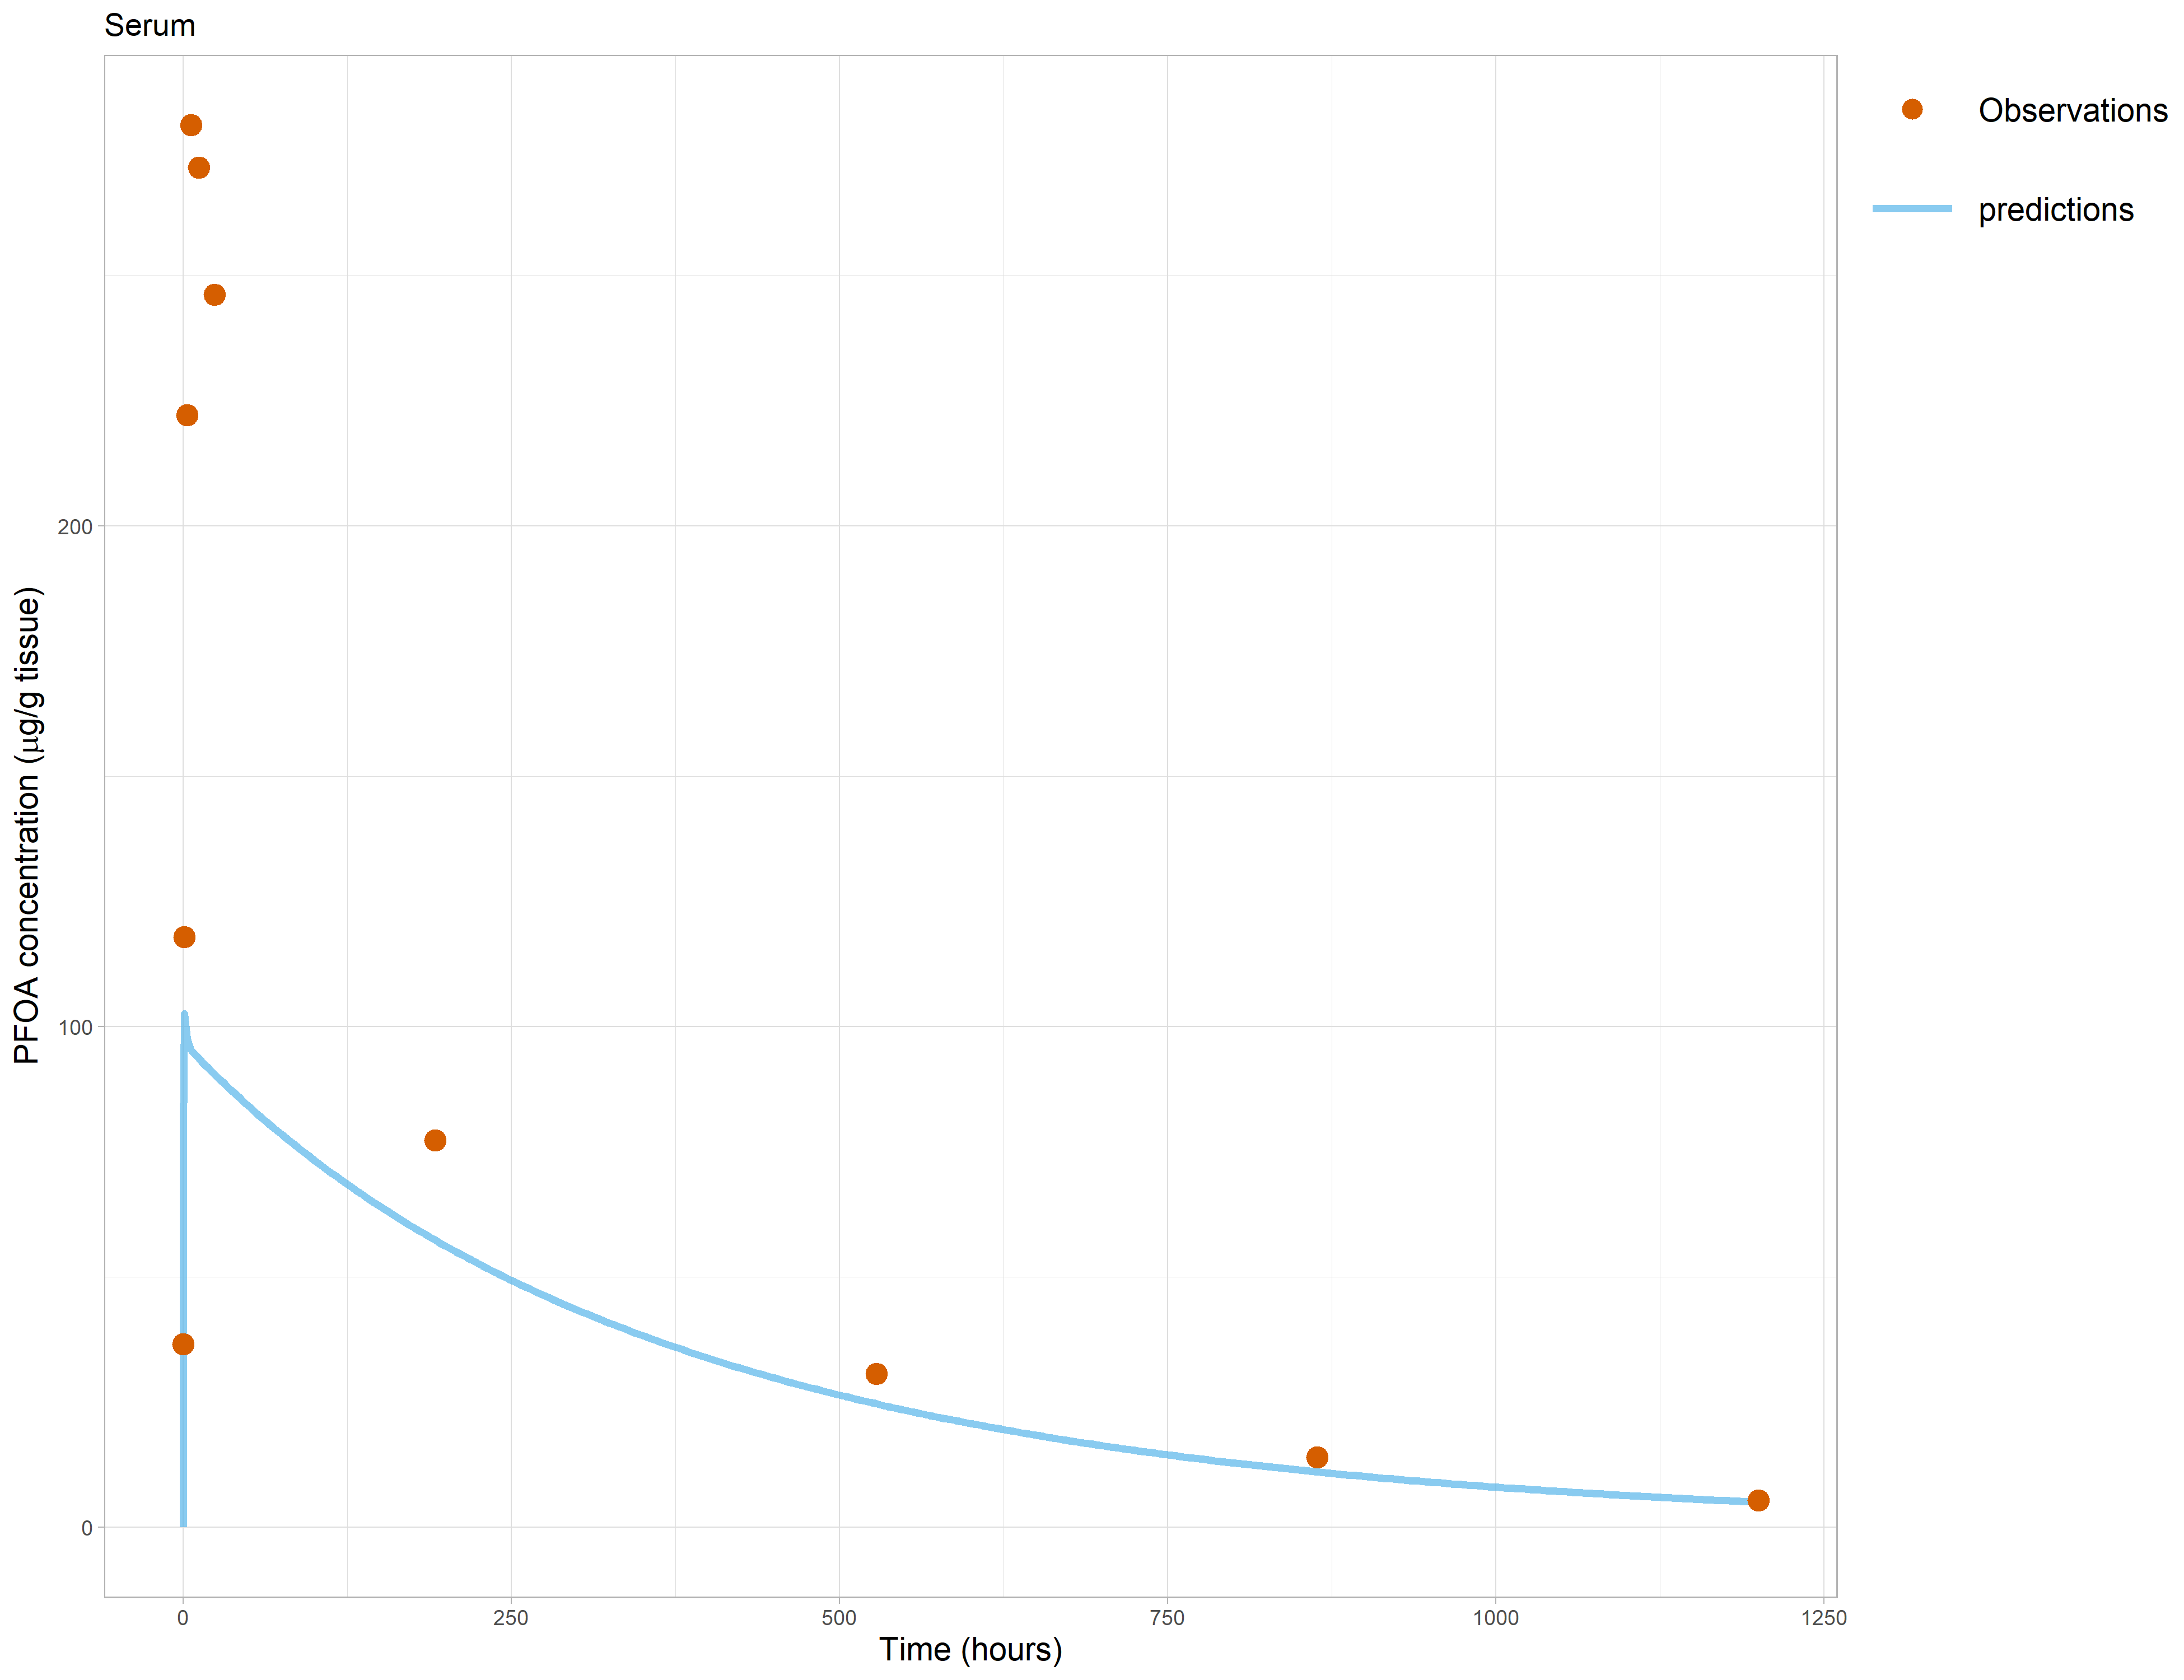 Serum
Observations
predictions
PFOA concentration (μg/g tissue)
200
100
0
0
250
500
750
1000
1250
Time (hours)